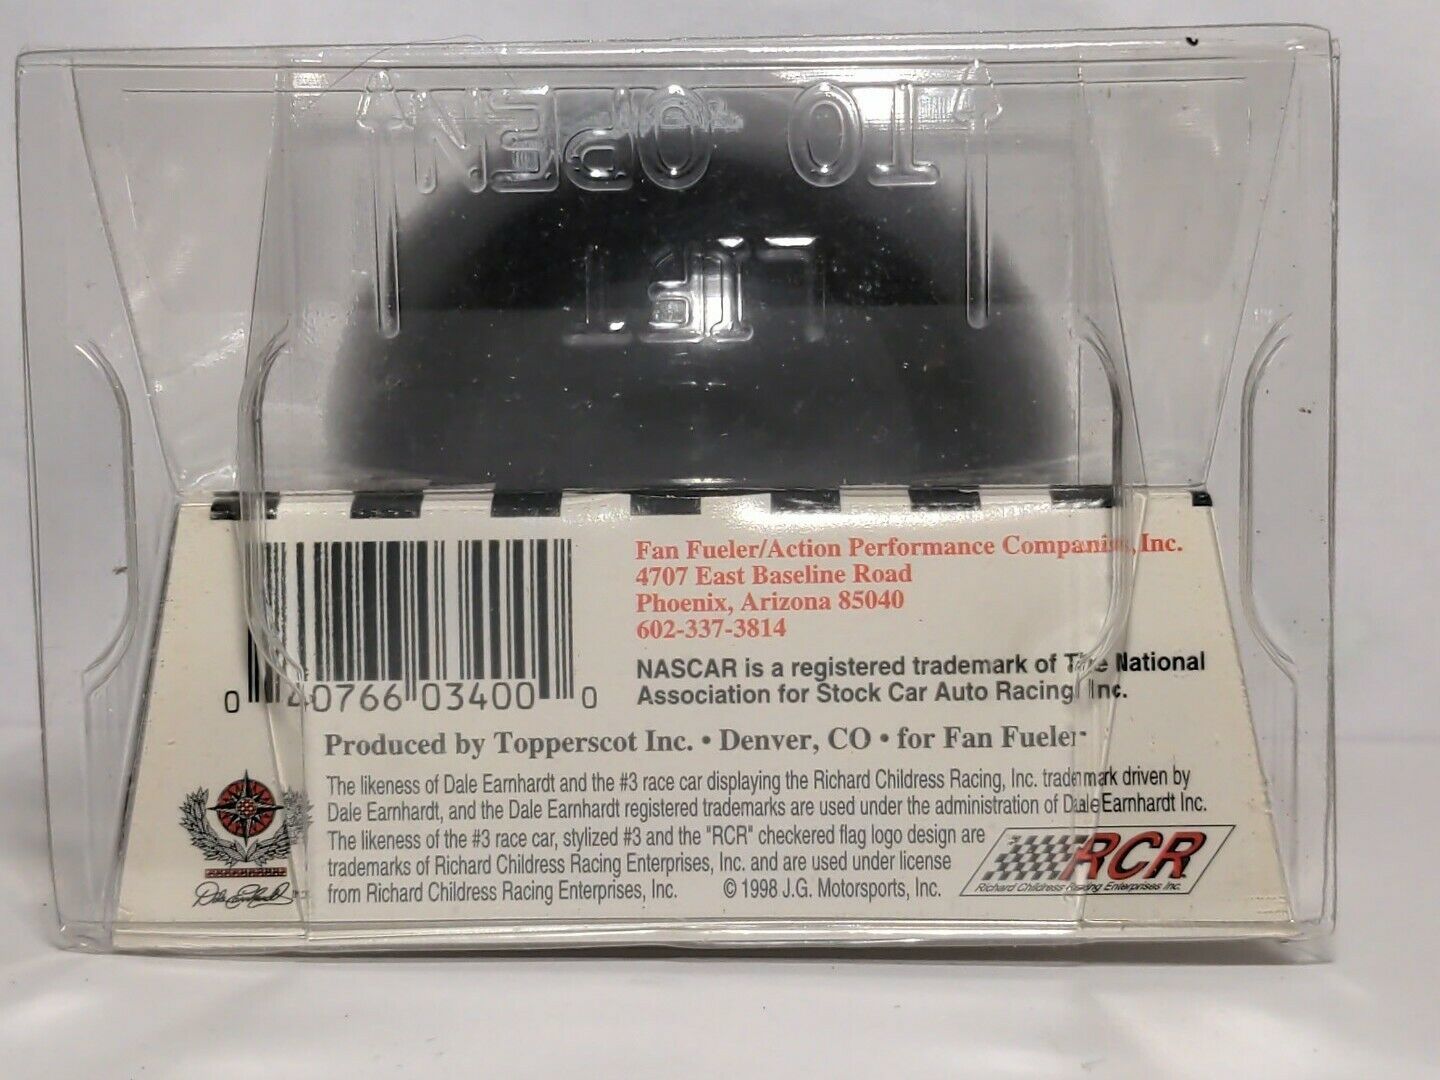 TO OPEN
LIFT
Fan Fueler/Action Performance Companies, Inc.
4707 East Baseline Road
Phoenix, Arizona 85040
602-337-3814
NASCAR is a registered trademark of The National
Association for Stock Car Auto Racing, Inc.
0 40766 03400 0
Produced by Topperscot Inc. • Denver, CO • for Fan Fueler
The likeness of Dale Earnhardt and the #3 race car displaying the Richard Childress Racing, Inc. trademark driven by
Dale Earnhardt, and the Dale Earnhardt registered trademarks are used under the administration of Dale Earnhardt Inc.
The likeness of the #3 race car, stylized #3 and the "RCR" checkered flag logo design are
trademarks of Richard Childress Racing Enterprises, Inc. and are used under license
from Richard Childress Racing Enterprises, Inc. © 1998 J.G. Motorsports, Inc.
Dale Earnhardt
RCR
Richard Childress Racing Enterprises Inc.